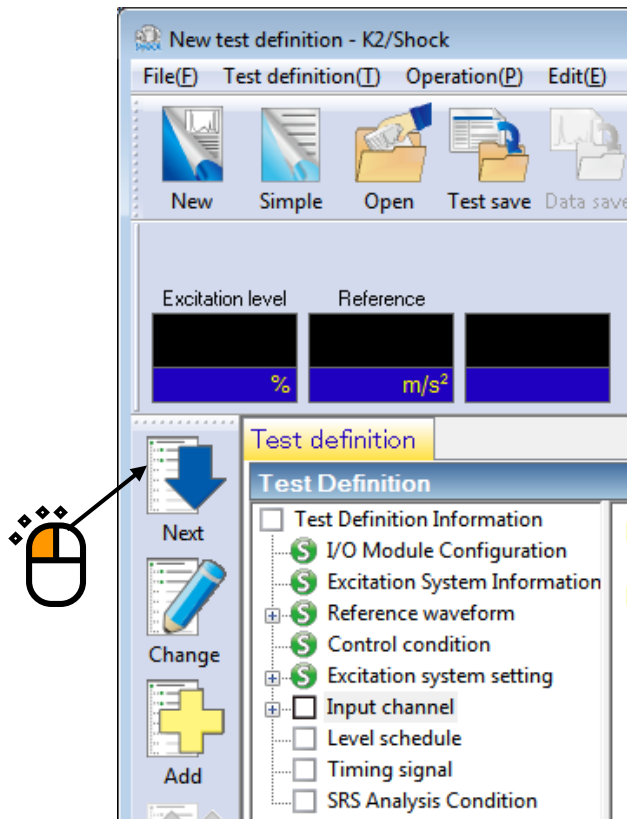 SHOCK
New test definition - K2/Shock
File(F) Test definition(T) Operation(P) Edit(E)
New Simple Open Test save Data save
Excitation level Reference
% m/s²
Test definition
Test Definition
Next
Change
Add
Test Definition Information
S I/O Module Configuration
S Excitation System Information
S Reference waveform
S Control condition
S Excitation system setting
Input channel
Level schedule
Timing signal
SRS Analysis Condition